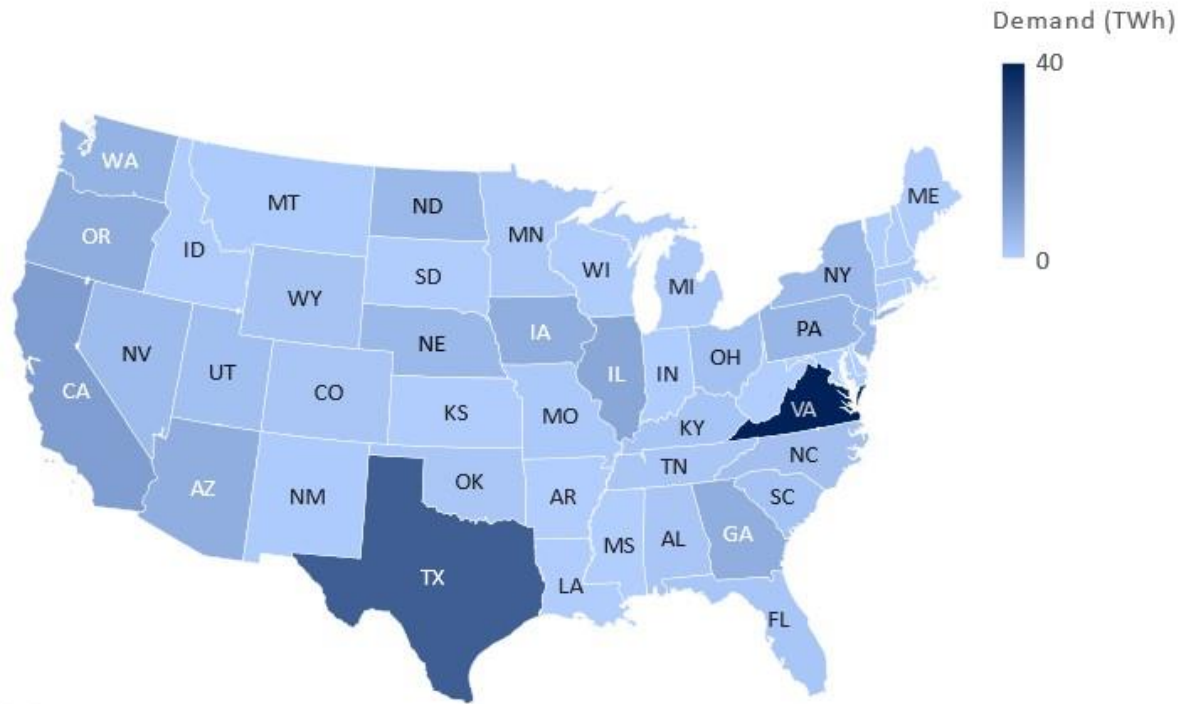 Demand (TWh)
40
0
WA
MT
ND
MN
ME
OR
ID
SD
WI
MI
NY
WY
IA
PA
NE
NV
UT
IL
IN
OH
CO
CA
KS
MO
KY
VA
NC
TN
AZ
NM
OK
AR
SC
MS
AL
GA
TX
LA
FL